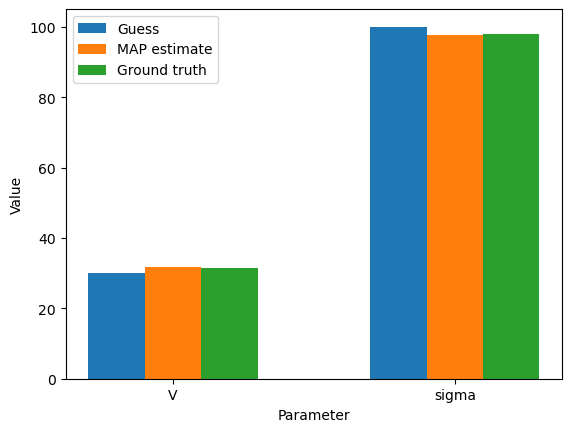 Guess
MAP estimate
Ground truth
100
80
60
40
20
0
Value
V
sigma
Parameter